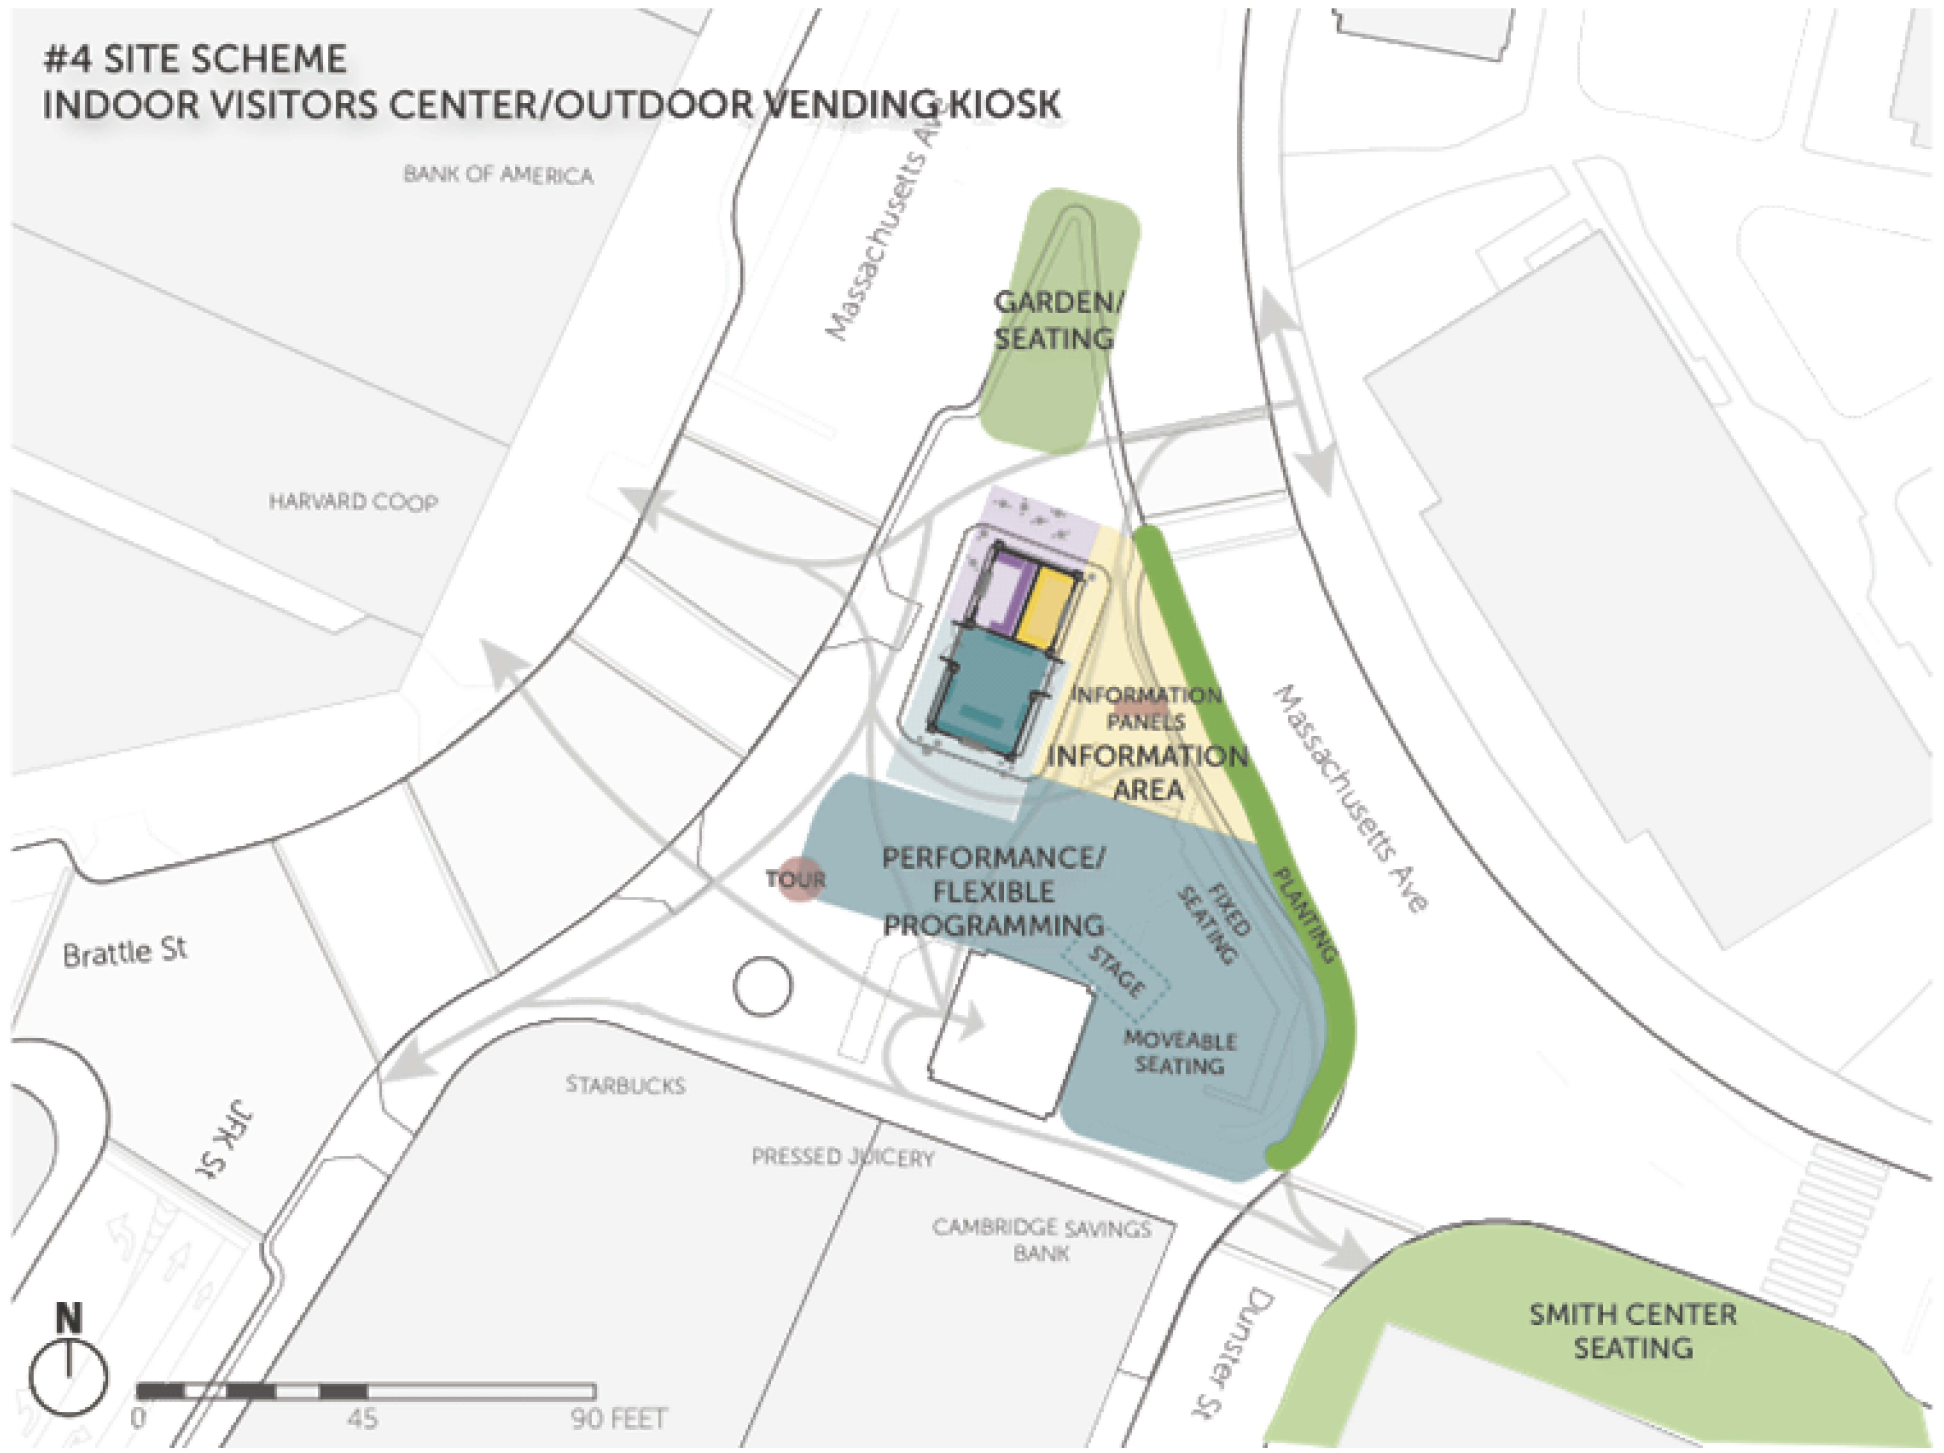 #4 SITE SCHEME
INDOOR VISITORS CENTER/OUTDOOR VENDING KIOSK
BANK OF AMERICA
Massachusetts Ave
GARDEN/
SEATING
HARVARD COOP
INFORMATION
PANELS
INFORMATION
AREA
Massachusetts Ave
PERFORMANCE/
FLEXIBLE
PROGRAMMING
TOUR
FIXED
SEATING
PLANTING
STAGE
Brattle St
MOVEABLE
SEATING
STARBUCKS
JFK St
PRESSED JUICERY
CAMBRIDGE SAVINGS
BANK
Dunster St
SMITH CENTER
SEATING
N
0 45 90 FEET